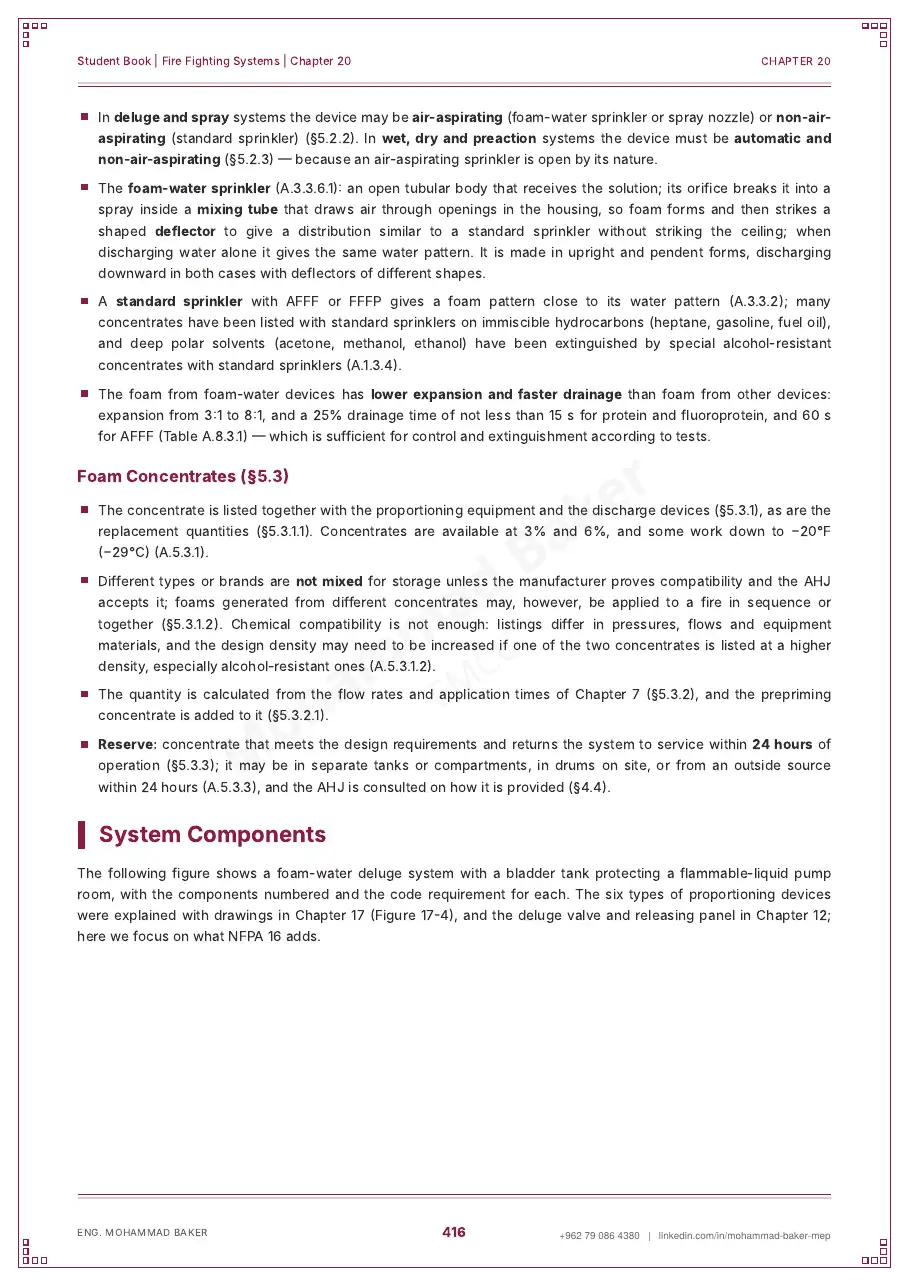 Student Book | Fire Fighting Systems | Chapter 20
CHAPTER 20
In deluge and spray systems the device may be air-aspirating (foam-water sprinkler or spray nozzle) or non-air-
aspirating (standard sprinkler) (§5.2.2). In wet, dry and preaction systems the device must be automatic and
non-air-aspirating (§5.2.3) — because an air-aspirating sprinkler is open by its nature.
The foam-water sprinkler (A.3.3.6.1): an open tubular body that receives the solution; its orifice breaks it into a
spray inside a mixing tube that draws air through openings in the housing, so foam forms and then strikes a
shaped deflector to give a distribution similar to a standard sprinkler without striking the ceiling; when
discharging water alone it gives the same water pattern. It is made in upright and pendent forms, discharging
downward in both cases with deflectors of different shapes.
A standard sprinkler with AFFF or FFFP gives a foam pattern close to its water pattern (A.3.3.2); many
concentrates have been listed with standard sprinklers on immiscible hydrocarbons (heptane, gasoline, fuel oil),
and deep polar solvents (acetone, methanol, ethanol) have been extinguished by special alcohol-resistant
concentrates with standard sprinklers (A.1.3.4).
The foam from foam-water devices has lower expansion and faster drainage than foam from other devices:
expansion from 3:1 to 8:1, and a 25% drainage time of not less than 15 s for protein and fluoroprotein, and 60 s
for AFFF (Table A.8.3.1) — which is sufficient for control and extinguishment according to tests.
Foam Concentrates (§5.3)
The concentrate is listed together with the proportioning equipment and the discharge devices (§5.3.1), as are the
replacement quantities (§5.3.1.1). Concentrates are available at 3% and 6%, and some work down to −20°F
(−29°C) (A.5.3.1).
Different types or brands are not mixed for storage unless the manufacturer proves compatibility and the AHJ
accepts it; foams generated from different concentrates may, however, be applied to a fire in sequence or
together (§5.3.1.2). Chemical compatibility is not enough: listings differ in pressures, flows and equipment
materials, and the design density may need to be increased if one of the two concentrates is listed at a higher
density, especially alcohol-resistant ones (A.5.3.1.2).
The quantity is calculated from the flow rates and application times of Chapter 7 (§5.3.2), and the prepriming
concentrate is added to it (§5.3.2.1).
Reserve: concentrate that meets the design requirements and returns the system to service within 24 hours of
operation (§5.3.3); it may be in separate tanks or compartments, in drums on site, or from an outside source
within 24 hours (A.5.3.3), and the AHJ is consulted on how it is provided (§4.4).
System Components
The following figure shows a foam-water deluge system with a bladder tank protecting a flammable-liquid pump
room, with the components numbered and the code requirement for each. The six types of proportioning devices
were explained with drawings in Chapter 17 (Figure 17-4), and the deluge valve and releasing panel in Chapter 12;
here we focus on what NFPA 16 adds.
ENG. MOHAMMAD BAKER
416
+962 79 086 4380 | linkedin.com/in/mohammad-baker-mep